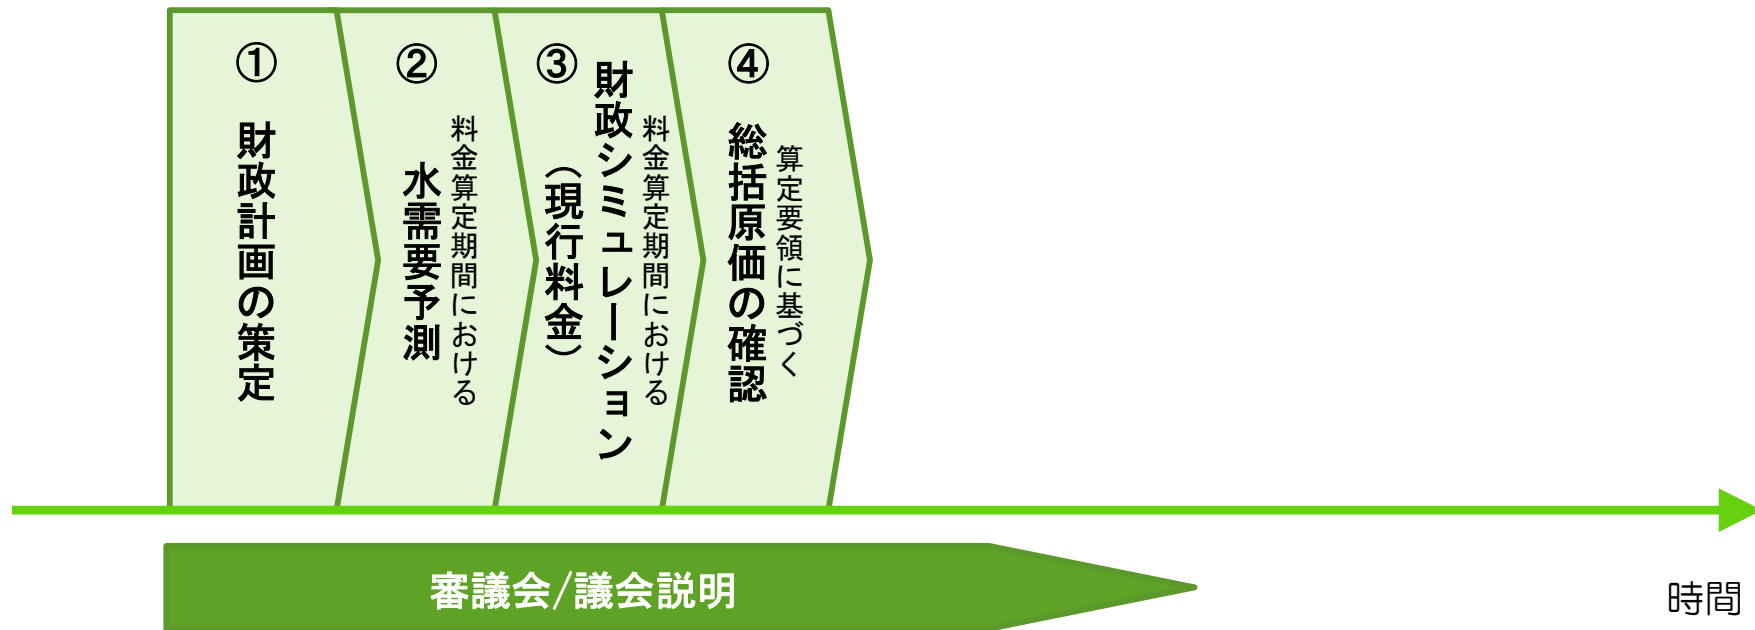 ①
財政計画の策定
②
料金算定期間における
水需要予測
③
料金算定期間における
財政シミュレーション
（現行料金）
④
算定要領に基づく
総括原価の確認
審議会/議会説明
時間